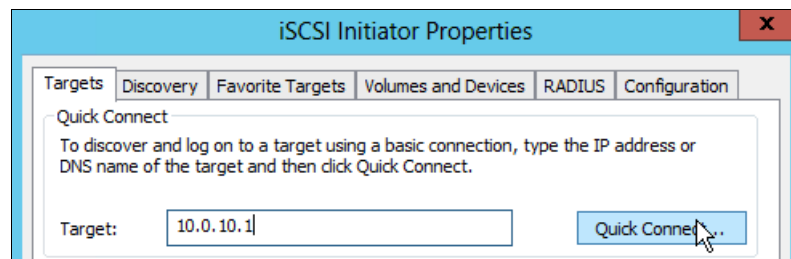 iSCSI Initiator Properties
x
Targets Discovery Favorite Targets Volumes and Devices RADIUS Configuration
Quick Connect
To discover and log on to a target using a basic connection, type the IP address or
DNS name of the target and then click Quick Connect.
Target: 10.0.10.1 Quick Connect...